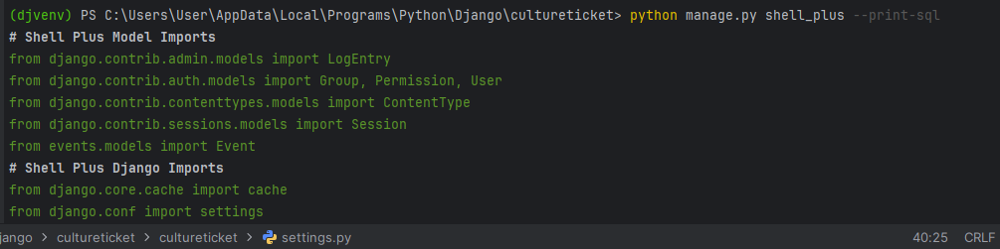 (djvenv) PS C:\Users\User\AppData\Local\Programs\Python\Django\cultureticket> python manage.py shell_plus --print-sql
# Shell Plus Model Imports
from django.contrib.admin.models import LogEntry
from django.contrib.auth.models import Group, Permission, User
from django.contrib.contenttypes.models import ContentType
from django.contrib.sessions.models import Session
from events.models import Event
# Shell Plus Django Imports
from django.core.cache import cache
from django.conf import settings
jango > cultureticket > cultureticket > settings.py 40:25 CRLF